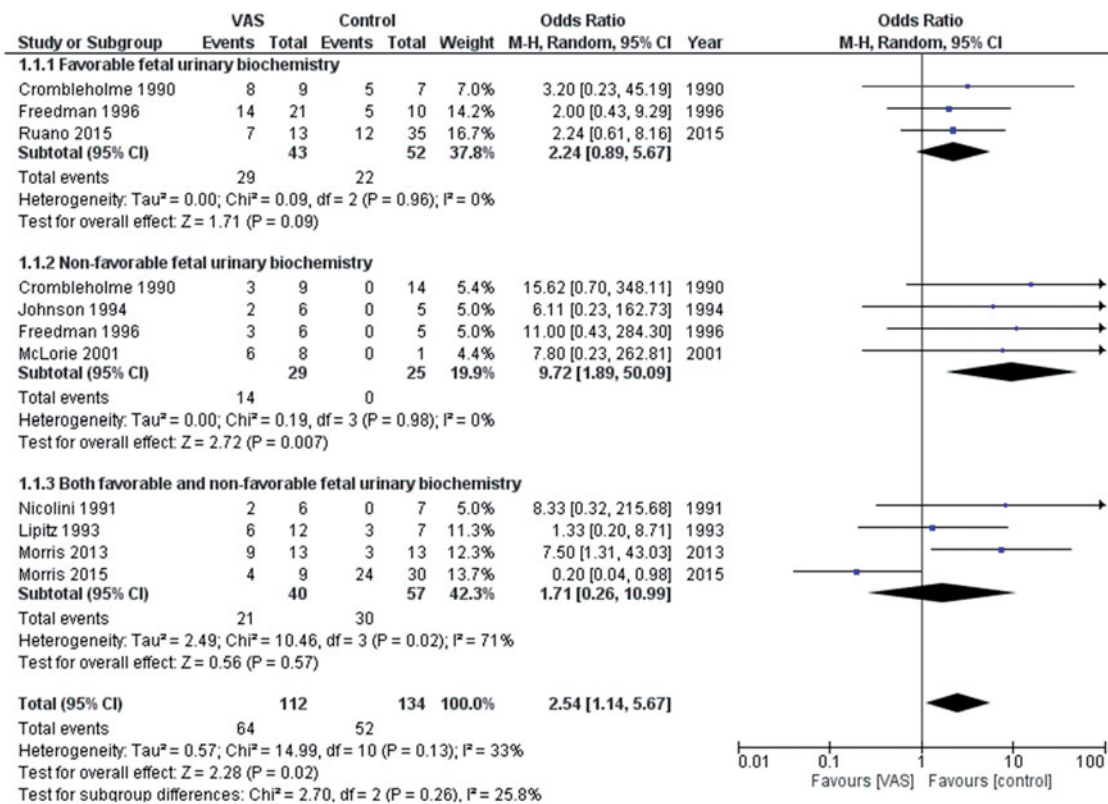 VAS Control Odds Ratio Odds Ratio
Study or Subgroup Events Total Events Total Weight M-H, Random, 95% CI Year M-H, Random, 95% CI
1.1.1 Favorable fetal urinary biochemistry
Crombleholme 1990 8 9 5 7 7.0% 3.20 [0.23, 45.19] 1990
Freedman 1996 14 21 5 10 14.2% 2.00 [0.43, 9.29] 1996
Ruano 2015 7 13 12 35 16.7% 2.24 [0.61, 8.16] 2015
Subtotal (95% CI) 43 52 37.8% 2.24 [0.89, 5.67]
Total events 29 22
Heterogeneity: Tau² = 0.00; Chi² = 0.09, df = 2 (P = 0.96); I² = 0%
Test for overall effect: Z = 1.71 (P = 0.09)
1.1.2 Non-favorable fetal urinary biochemistry
Crombleholme 1990 3 9 0 14 5.4% 15.62 [0.70, 348.11] 1990
Johnson 1994 2 6 0 5 5.0% 6.11 [0.23, 162.73] 1994
Freedman 1996 3 6 0 5 5.0% 11.00 [0.43, 284.30] 1996
McLorie 2001 6 8 0 1 4.4% 7.80 [0.23, 262.81] 2001
Subtotal (95% CI) 29 25 19.9% 9.72 [1.89, 50.09]
Total events 14 0
Heterogeneity: Tau² = 0.00; Chi² = 0.19, df = 3 (P = 0.98); I² = 0%
Test for overall effect: Z = 2.72 (P = 0.007)
1.1.3 Both favorable and non-favorable fetal urinary biochemistry
Nicolini 1991 2 6 0 7 5.0% 8.33 [0.32, 215.68] 1991
Lipitz 1993 6 12 3 7 11.3% 1.33 [0.20, 8.71] 1993
Morris 2013 9 13 3 13 12.3% 7.50 [1.31, 43.03] 2013
Morris 2015 4 9 24 30 13.7% 0.20 [0.04, 0.98] 2015
Subtotal (95% CI) 40 57 42.3% 1.71 [0.26, 10.99]
Total events 21 30
Heterogeneity: Tau² = 2.49; Chi² = 10.46, df = 3 (P = 0.02); I² = 71%
Test for overall effect: Z = 0.56 (P = 0.57)
Total (95% CI) 112 134 100.0% 2.54 [1.14, 5.67]
Total events 64 52
Heterogeneity: Tau² = 0.57; Chi² = 14.99, df = 10 (P = 0.13); I² = 33%
Test for overall effect: Z = 2.28 (P = 0.02)
Test for subgroup differences: Chi² = 2.70, df = 2 (P = 0.26), I² = 25.8%
0.01 0.1 1 10 100
Favours [VAS] Favours [control]